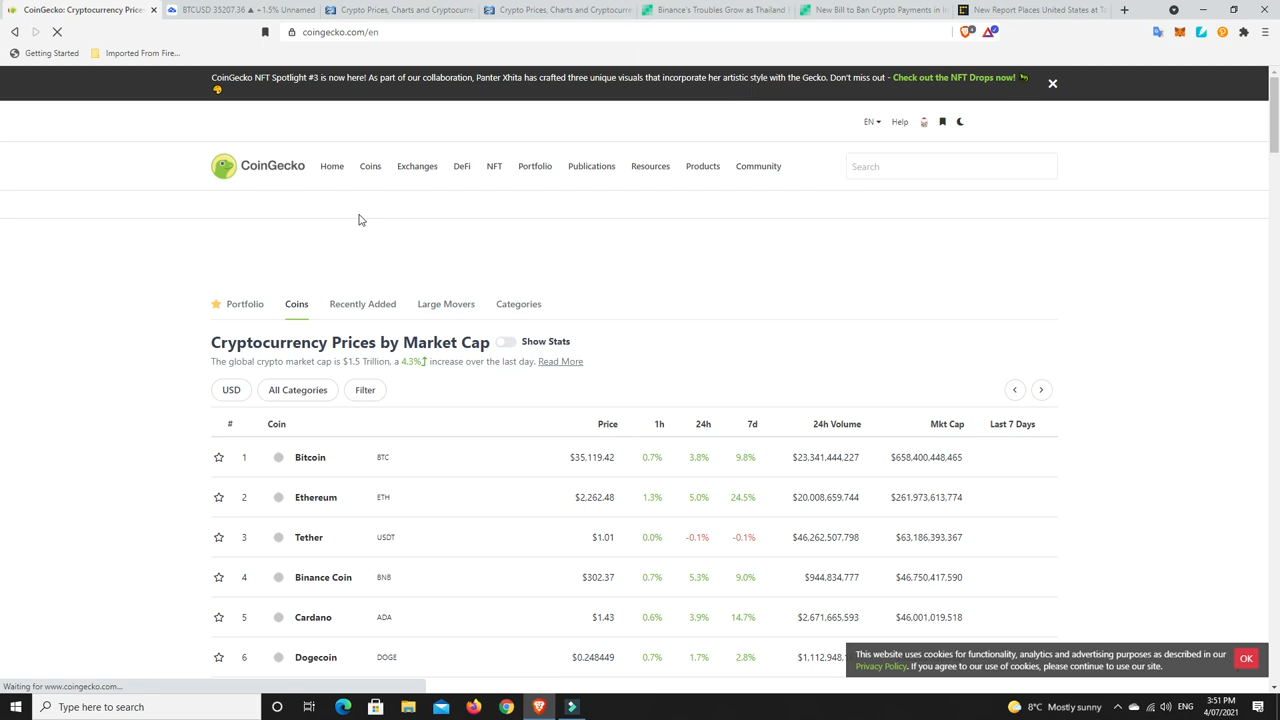 CoinGecko: Cryptocurrency Price
BTCUSD 35207.36 ▲ +1.5% Unnamed
Crypto Prices, Charts and Cryptocurr
Crypto Prices, Charts and Cryptocurr
Binance's Troubles Grow as Thailand
New Bill to Ban Crypto Payments in
New Report Places United States at
coingecko.com/en
Getting Started
Imported From Fire...
CoinGecko NFT Spotlight #3 is now here! As part of our collaboration, Panter Xhita has crafted three unique visuals that incorporate her artistic style with the Gecko. Don't miss out - Check out the NFT Drops now!
EN
Help
CoinGecko
Home
Coins
Exchanges
DeFi
NFT
Portfolio
Publications
Resources
Products
Community
Search
Portfolio
Coins
Recently Added
Large Movers
Categories
Cryptocurrency Prices by Market Cap
Show Stats
The global crypto market cap is $1.5 Trillion, a 4.3% increase over the last day. Read More
USD
All Categories
Filter
# Coin Price 1h 24h 7d 24h Volume Mkt Cap Last 7 Days
1 Bitcoin BTC $35,119.42 0.7% 3.8% 9.8% $23,341,444,227 $658,400,448,465
2 Ethereum ETH $2,262.48 1.3% 5.0% 24.5% $20,008,659,744 $261,973,613,774
3 Tether USDT $1.01 0.0% -0.1% -0.1% $46,262,507,798 $63,186,393,367
4 Binance Coin BNB $302.37 0.7% 5.3% 9.0% $944,834,777 $46,750,417,590
5 Cardano ADA $1.43 0.6% 3.9% 14.7% $2,671,665,593 $46,001,019,518
6 Dogecoin DOGE $0.248449 0.7% 1.7% 2.8% $1,112,948,
This website uses cookies for functionality, analytics and advertising purposes as described in our
Privacy Policy. If you agree to our use of cookies, please continue to use our site.
OK
Waiting for www.coingecko.com...
Type here to search
8°C Mostly sunny
ENG
3:51 PM
4/07/2021